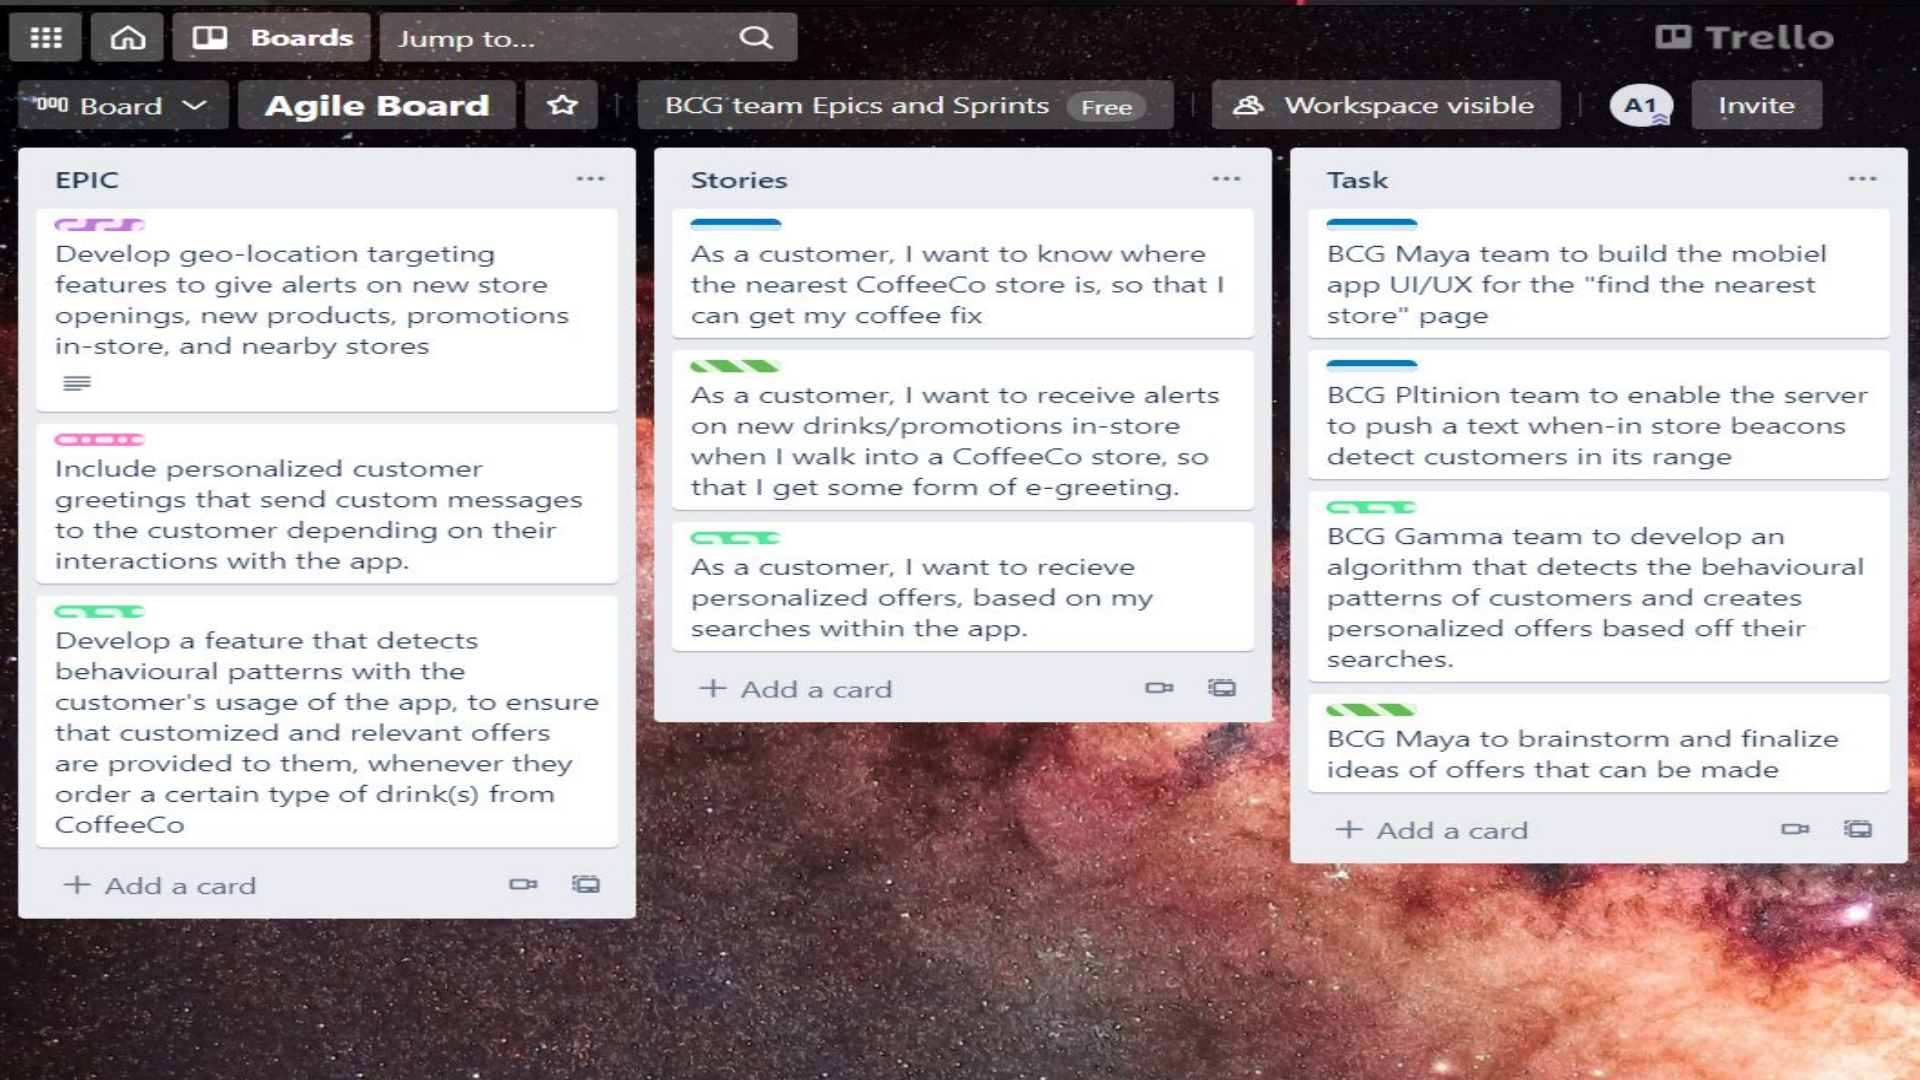 Boards
Jump to...
Trello
Board
Agile Board
BCG team Epics and Sprints Free
Workspace visible
A1
Invite
EPIC
Develop geo-location targeting
features to give alerts on new store
openings, new products, promotions
in-store, and nearby stores
Include personalized customer
greetings that send custom messages
to the customer depending on their
interactions with the app.
Develop a feature that detects
behavioural patterns with the
customer's usage of the app, to ensure
that customized and relevant offers
are provided to them, whenever they
order a certain type of drink(s) from
CoffeeCo
+ Add a card
Stories
As a customer, I want to know where
the nearest CoffeeCo store is, so that I
can get my coffee fix
As a customer, I want to receive alerts
on new drinks/promotions in-store
when I walk into a CoffeeCo store, so
that I get some form of e-greeting.
As a customer, I want to recieve
personalized offers, based on my
searches within the app.
+ Add a card
Task
BCG Maya team to build the mobiel
app UI/UX for the "find the nearest
store" page
BCG Pltinion team to enable the server
to push a text when-in store beacons
detect customers in its range
BCG Gamma team to develop an
algorithm that detects the behavioural
patterns of customers and creates
personalized offers based off their
searches.
BCG Maya to brainstorm and finalize
ideas of offers that can be made
+ Add a card